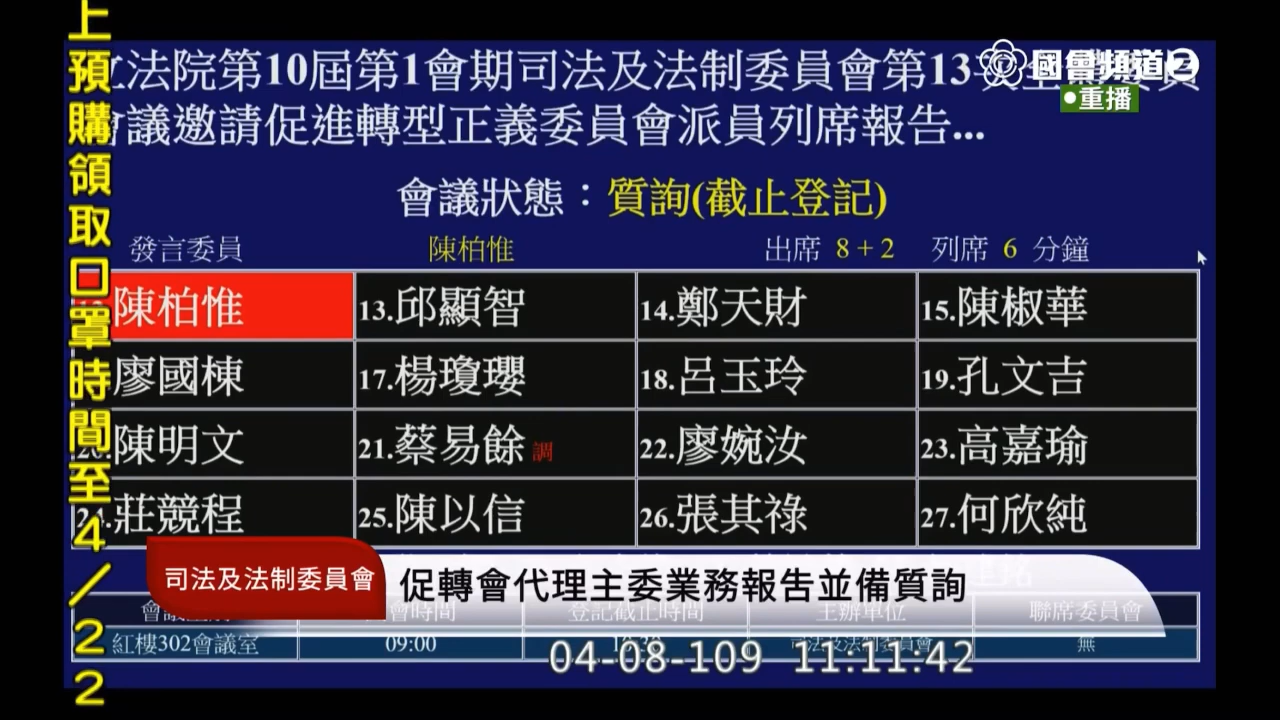 上預購領取口罩時間至4/22
立法院第10屆第1會期司法及法制委員會第13
國會頻道2
重播
會議邀請促進轉型正義委員會派員列席報告...
會議狀態：質詢(截止登記)
發言委員 陳柏惟 出席 8+2 列席 6 分鐘
陳柏惟 13.邱顯智 14.鄭天財 15.陳椒華
廖國棟 17.楊瓊瓔 18.呂玉玲 19.孔文吉
陳明文 21.蔡易餘 調 22.廖婉汝 23.高嘉瑜
24.莊競程 25.陳以信 26.張其祿 27.何欣純
司法及法制委員會 促轉會代理主委業務報告並備質詢
登記截止時間 主辦單位 聯席委員會
紅樓302會議室 09:00 司法及法制委員會 無
04-08-109 11:11:42